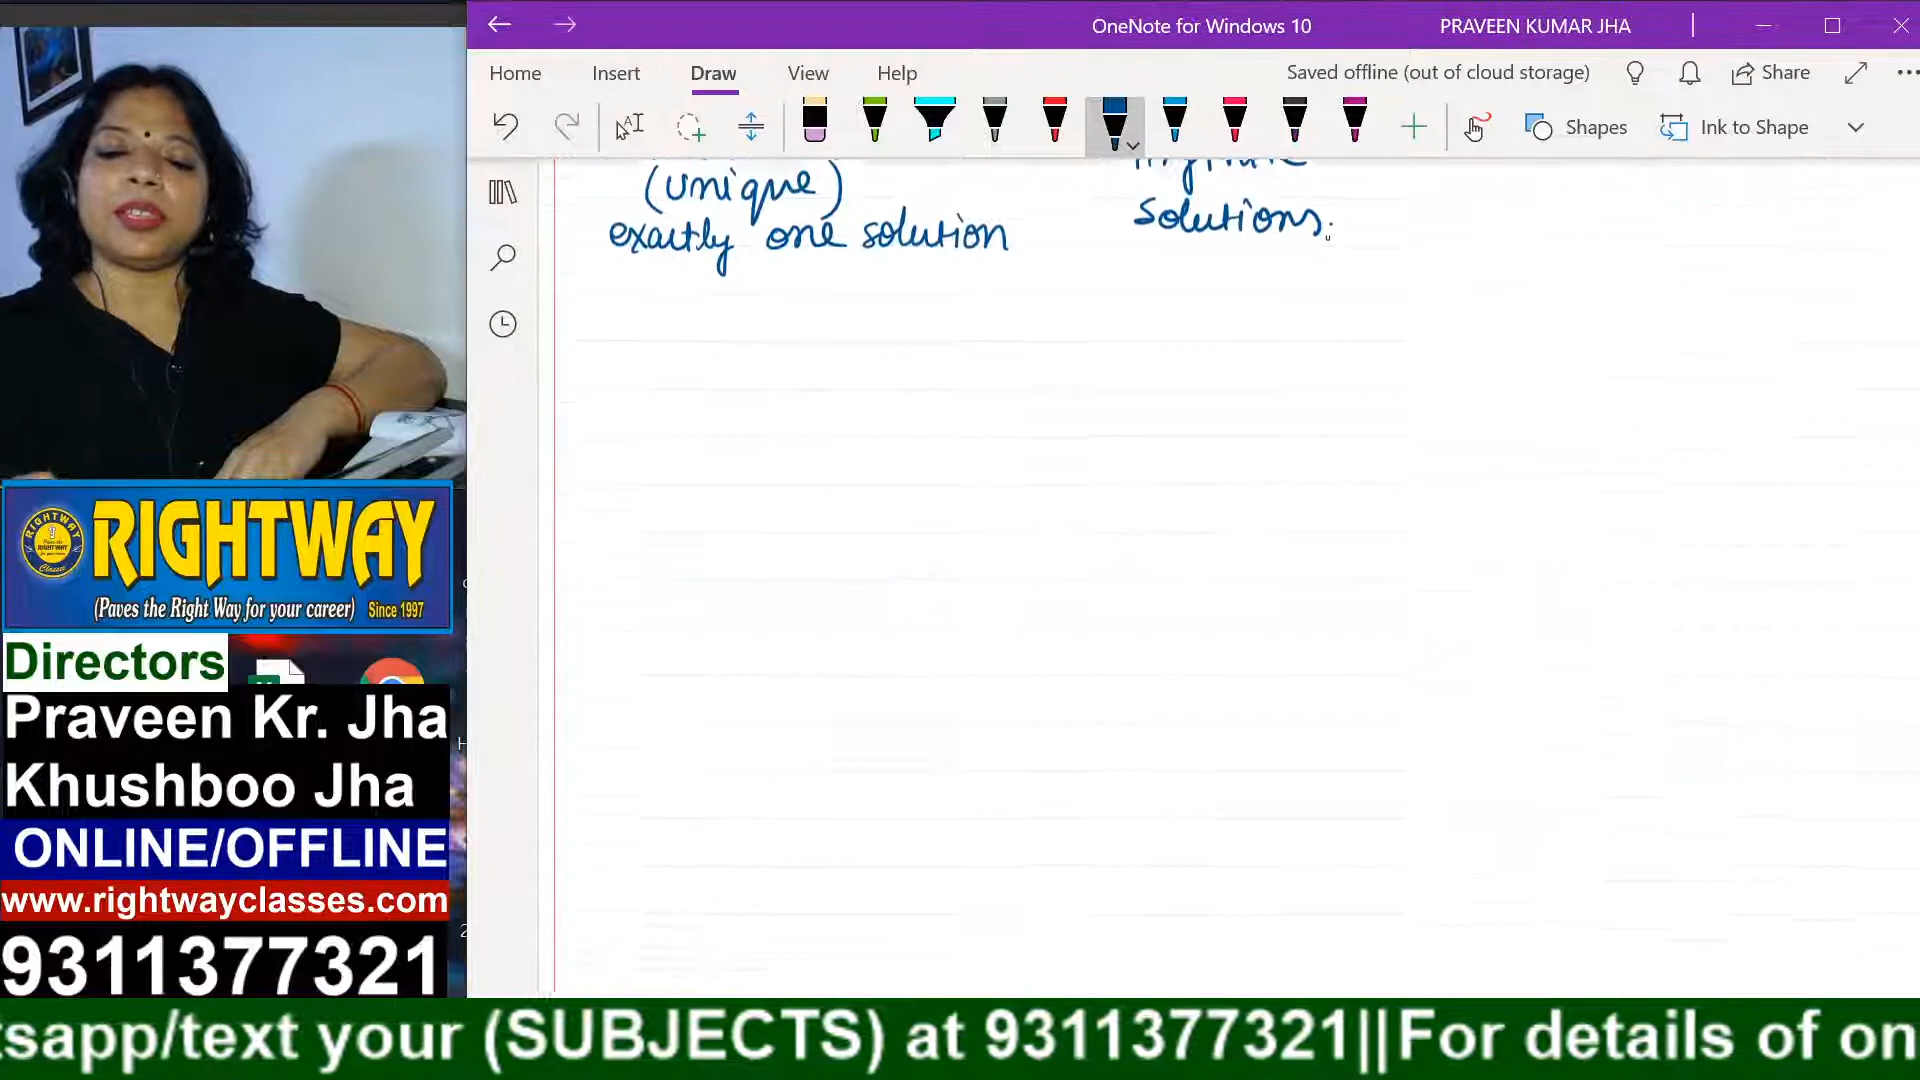 OneNote for Windows 10
PRAVEEN KUMAR JHA
Home Insert Draw View Help
Saved offline (out of cloud storage)
Share
Shapes
Ink to Shape
(unique)
exactly one solution
Solutions.
RIGHTWAY
Classes
RIGHTWAY
(Paves the Right Way for your career) Since 1997
Directors
Praveen Kr. Jha
Khushboo Jha
ONLINE/OFFLINE
www.rightwayclasses.com
9311377321
tsapp/text your (SUBJECTS) at 9311377321||For details of on